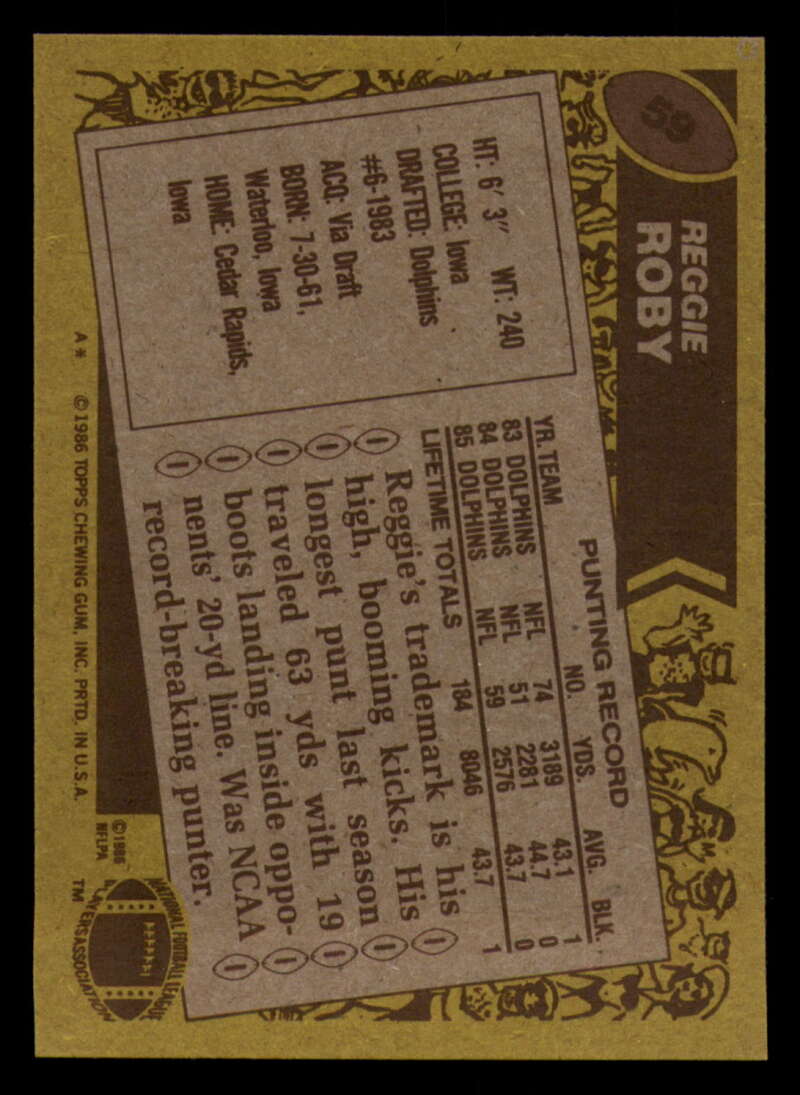 59
REGGIE
ROBY
HT: 6' 3" WT: 240
COLLEGE: Iowa
DRAFTED: Dolphins
#6-1983
ACQ: Via Draft
BORN: 7-30-61,
Waterloo, Iowa
HOME: Cedar Rapids,
Iowa
PUNTING RECORD
YR. TEAM NO. YDS. AVG. BLK.
83 DOLPHINS NFL 74 3189 43.1 1
84 DOLPHINS NFL 51 2281 44.7 0
85 DOLPHINS NFL 59 2576 43.7 0
LIFETIME TOTALS 184 8046 43.7 1
Reggie's trademark is his
high, booming kicks. His
longest punt last season
traveled 63 yds with 19
boots landing inside oppo-
nents' 20-yd line. Was NCAA
record-breaking punter.
A* ©1986 TOPPS CHEWING GUM, INC. PRTD. IN U.S.A.
©1986
NFLPA
NATIONAL FOOTBALL LEAGUE
PLAYERS ASSOCIATION
TM